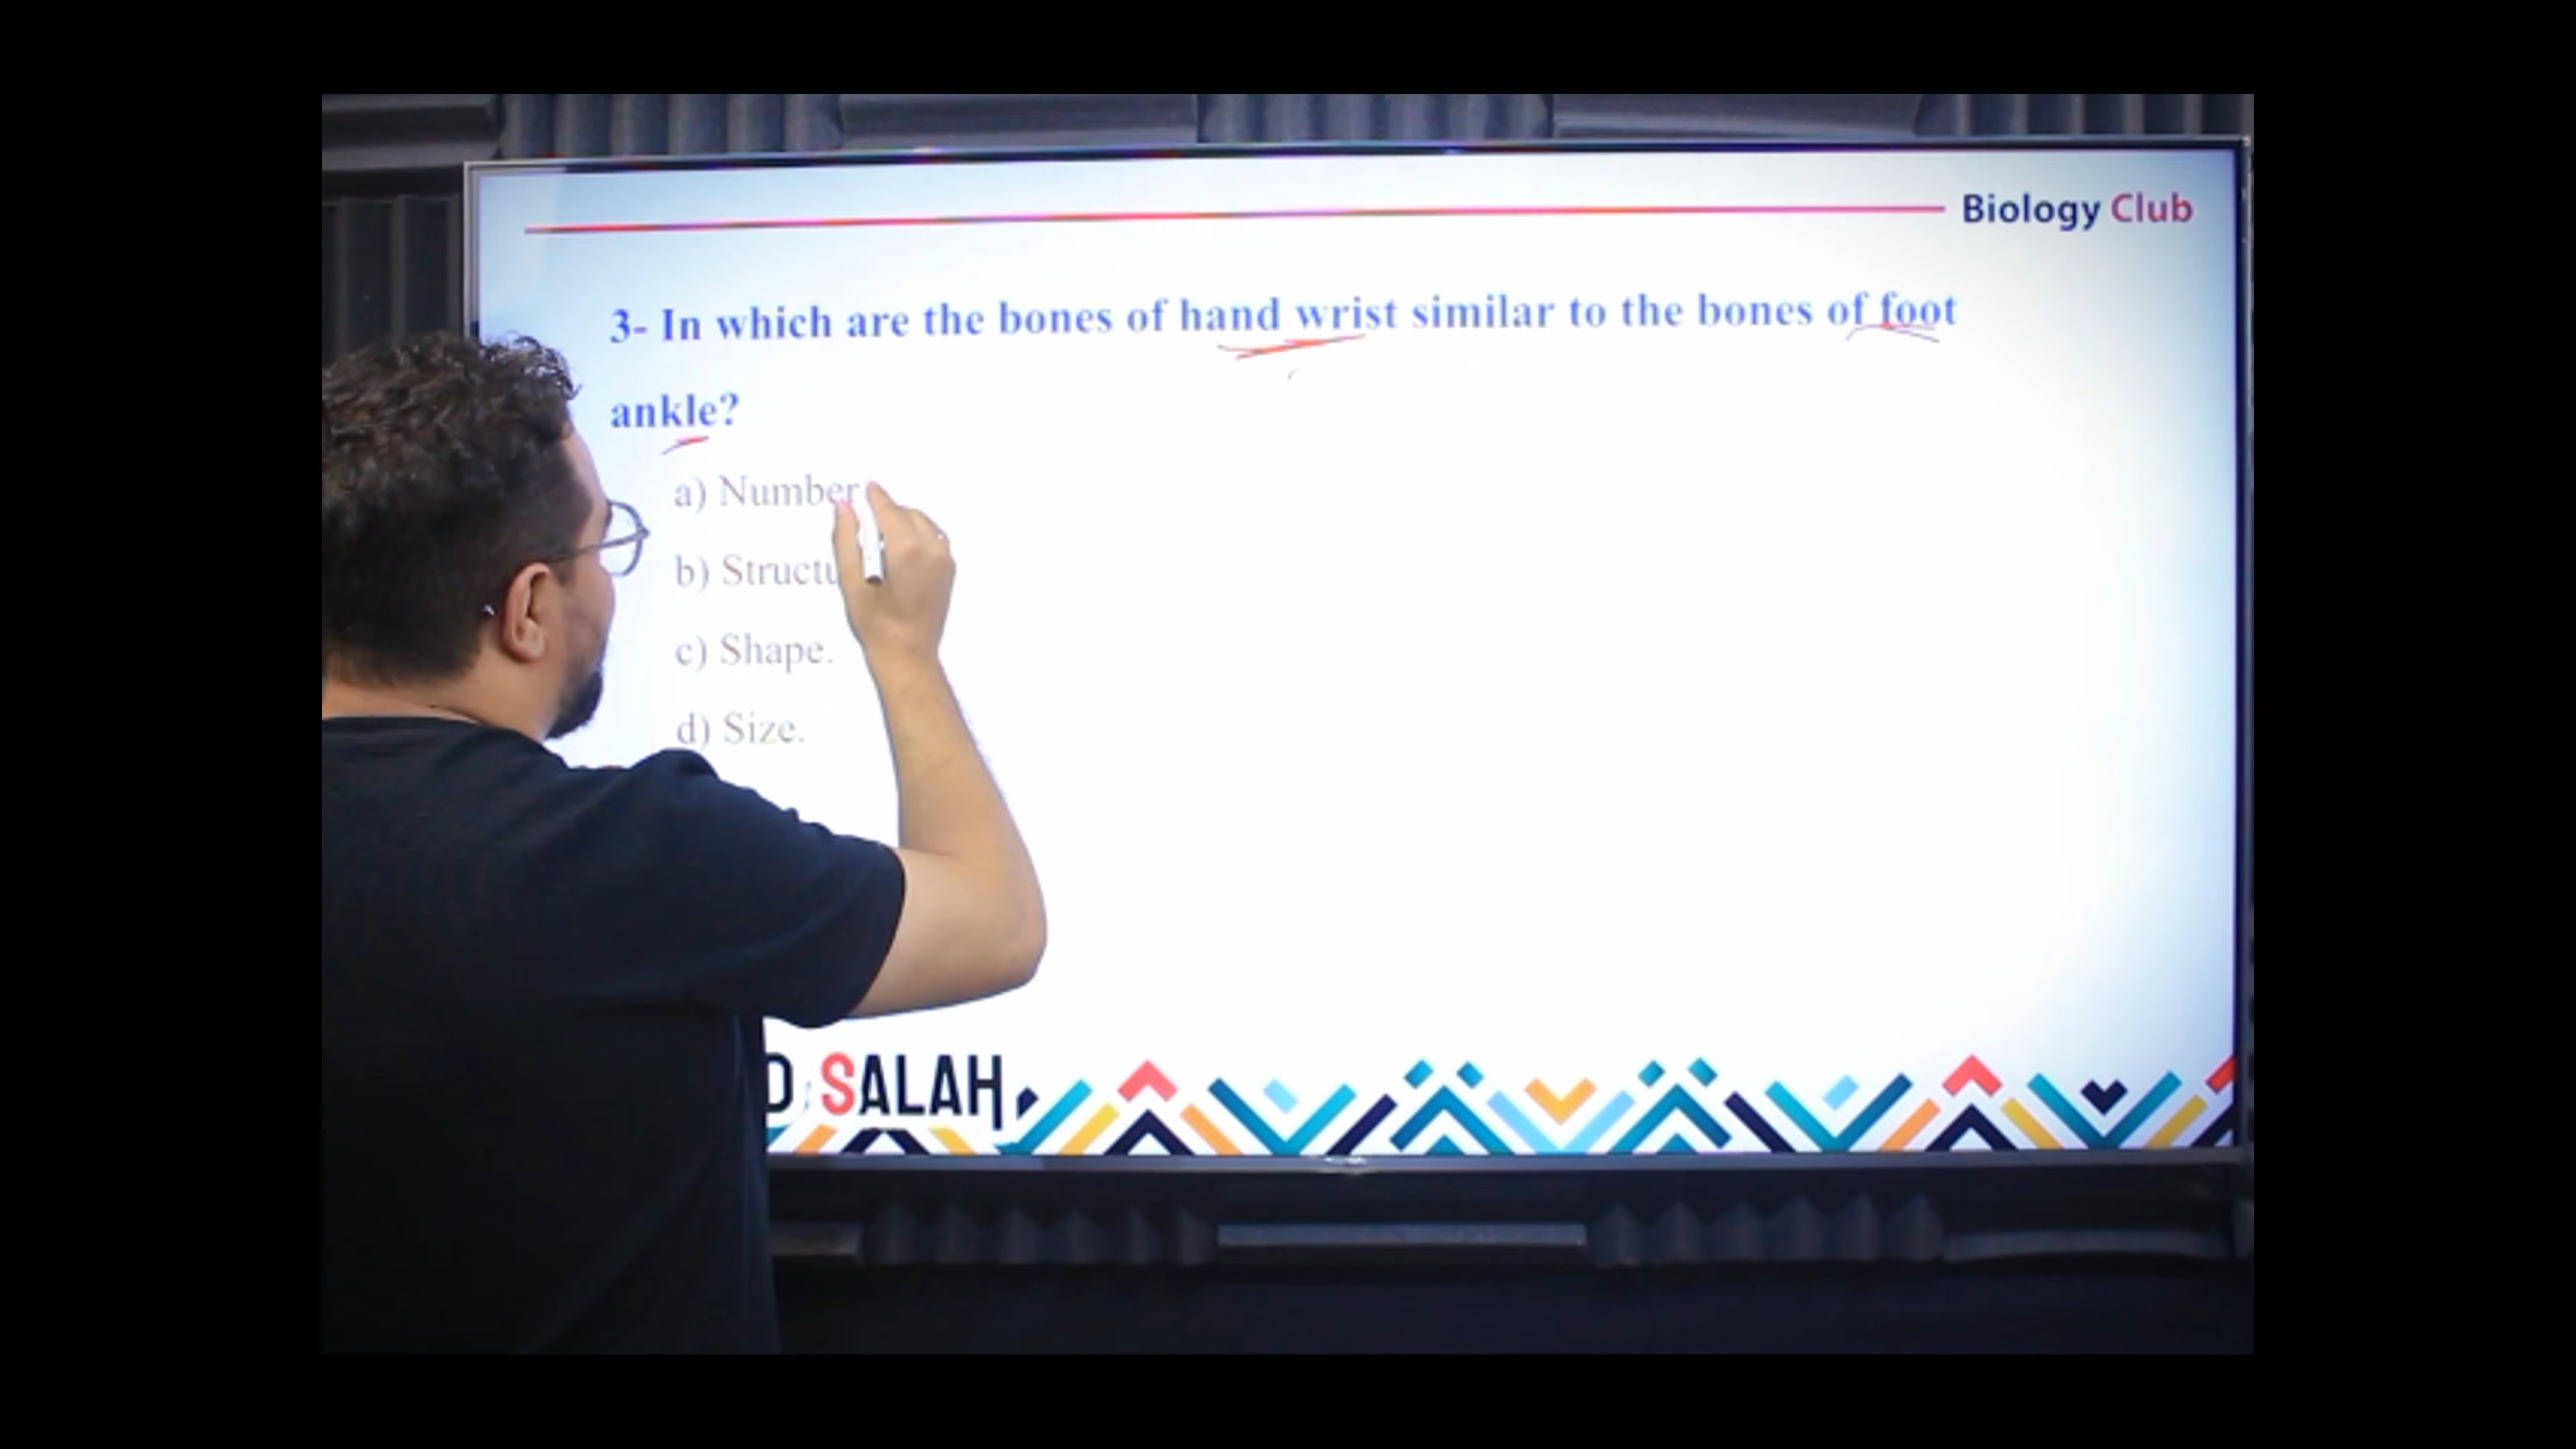 Biology Club
3- In which are the bones of hand wrist similar to the bones of foot
ankle?
a) Number
b) Structu
c) Shape.
d) Size.
D SALAH